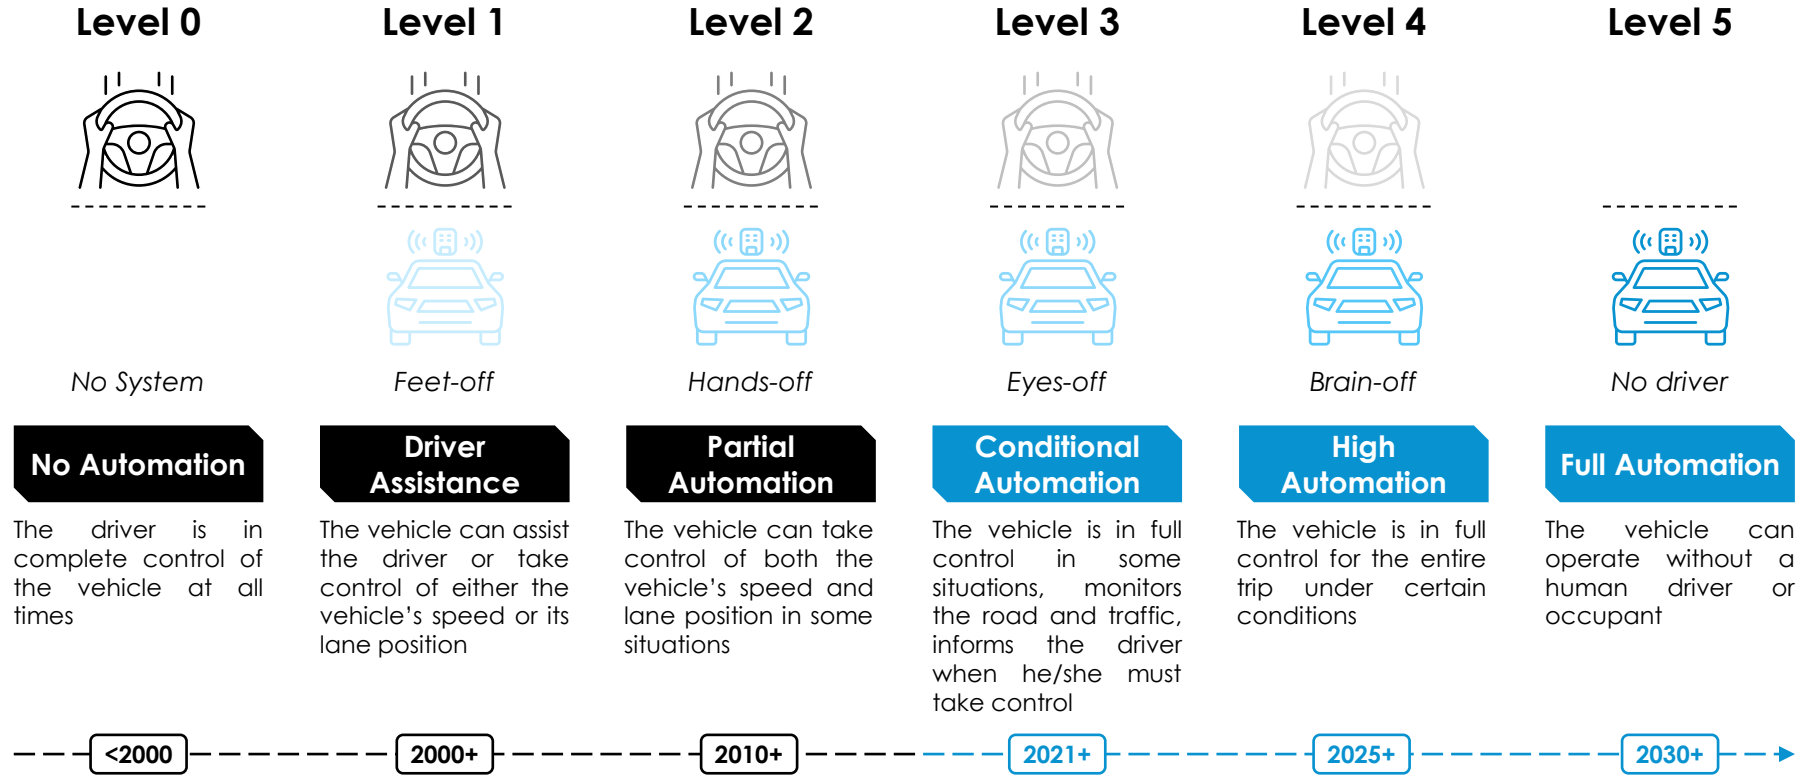 Level 0
Level 1
Level 2
Level 3
Level 4
Level 5
No System
Feet-off
Hands-off
Eyes-off
Brain-off
No driver
No Automation
Driver
Assistance
Partial
Automation
Conditional
Automation
High
Automation
Full Automation
The driver is in
complete control of
the vehicle at all
times
The vehicle can assist
the driver or take
control of either the
vehicle's speed or its
lane position
The vehicle can take
control of both the
vehicle's speed and
lane position in some
situations
The vehicle is in full
control in some
situations, monitors
the road and traffic,
informs the driver
when he/she must
take control
The vehicle is in full
control for the entire
trip under certain
conditions
The vehicle can
operate without a
human driver or
occupant
<2000
2000+
2010+
2021+
2025+
2030+